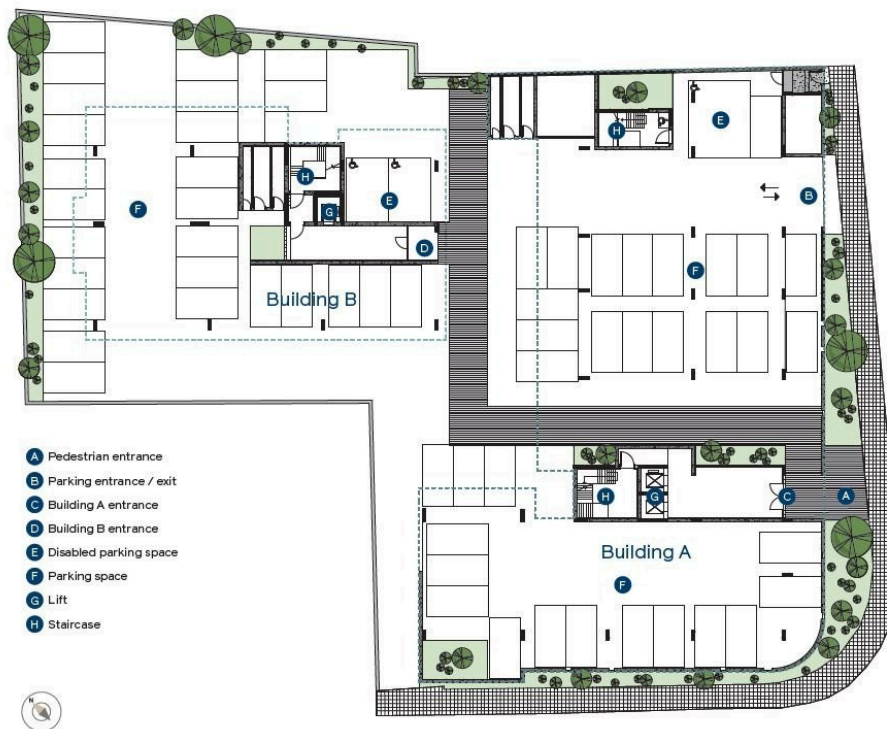 H
E
B
F
H
E
G
D
F
Building B
F
A Pedestrian entrance
B Parking entrance / exit
C Building A entrance
D Building B entrance
E Disabled parking space
F Parking space
G Lift
H Staircase
H
G
C
A
Building A
F
N